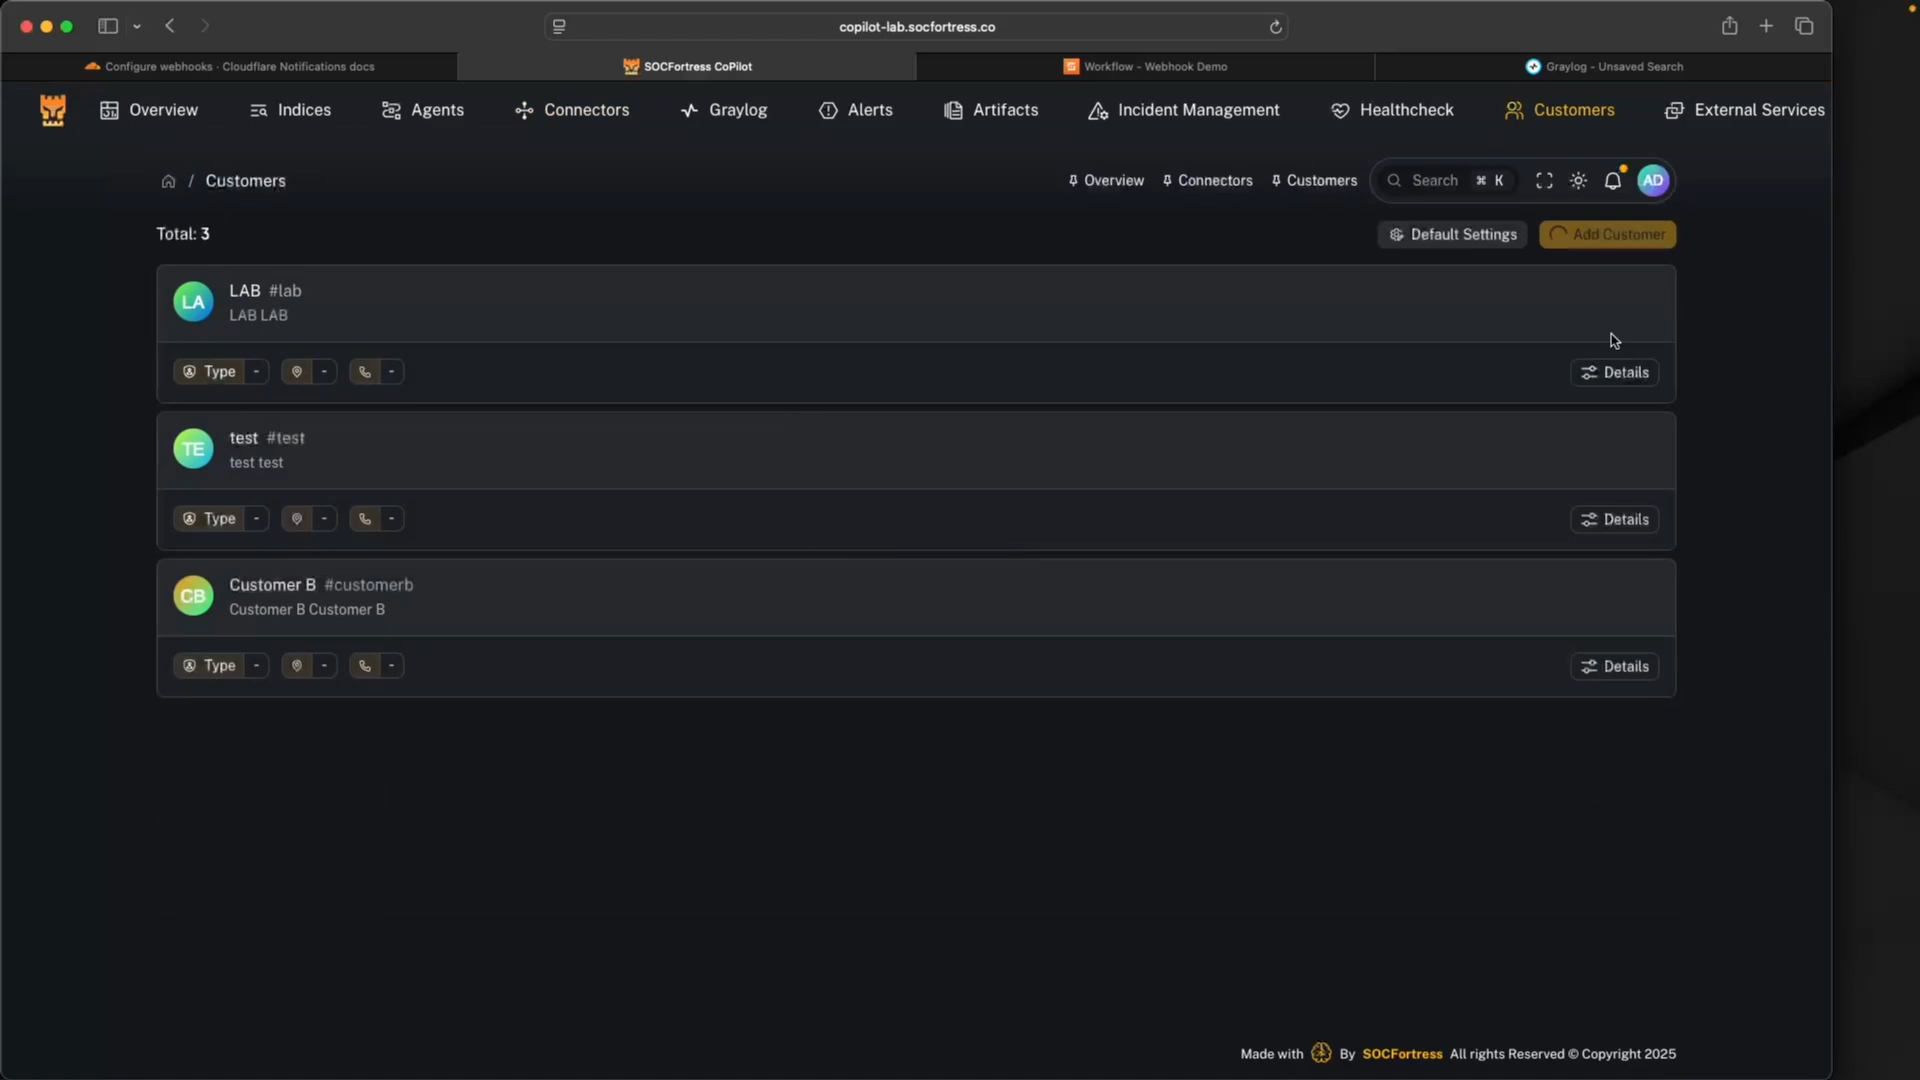 copilot-lab.socfortress.co
Configure webhooks · Cloudflare Notifications docs
SOCFortress CoPilot
Workflow - Webhook Demo
Graylog - Unsaved Search
Overview
Indices
Agents
Connectors
Graylog
Alerts
Artifacts
Incident Management
Healthcheck
Customers
External Services
/ Customers
Overview
Connectors
Customers
Search ⌘ K
AD
Total: 3
Default Settings
Add Customer
LA
LAB #lab
LAB LAB
Type - - -
Details
TE
test #test
test test
Type - - -
Details
CB
Customer B #customerb
Customer B Customer B
Type - - -
Details
Made with By SOCFortress All rights Reserved © Copyright 2025